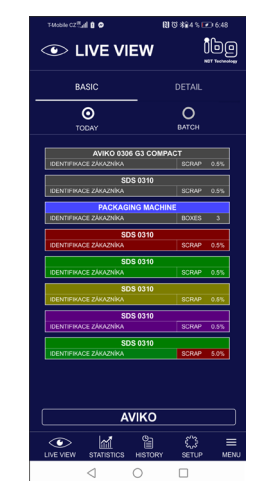 T-Mobile CZ
4 % 6:48
LIVE VIEW
ibg
NDT Technology
BASIC DETAIL
TODAY BATCH
AVIKO 0306 G3 COMPACT
IDENTIFIKACE ZÁKAZNÍKA SCRAP 0.5%
SDS 0310
IDENTIFIKACE ZÁKAZNÍKA SCRAP 0.5%
PACKAGING MACHINE
IDENTIFIKACE ZÁKAZNÍKA BOXES 3
SDS 0310
IDENTIFIKACE ZÁKAZNÍKA SCRAP 0.5%
SDS 0310
IDENTIFIKACE ZÁKAZNÍKA SCRAP 0.5%
SDS 0310
IDENTIFIKACE ZÁKAZNÍKA SCRAP 0.6%
SDS 0310
IDENTIFIKACE ZÁKAZNÍKA SCRAP 0.5%
SDS 0310
IDENTIFIKACE ZÁKAZNÍKA SCRAP 5.0%
AVIKO
LIVE VIEW STATISTICS HISTORY SETUP MENU